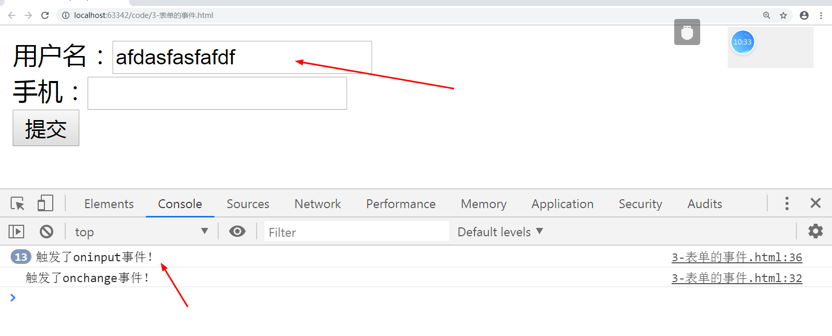 localhost:63342/code/3-表单的事件.html
10:33
用户名：afdasfasfafdf
手机：
提交
Elements Console Sources Network Performance Memory Application Security Audits
top Filter Default levels
13 触发了oninput事件! 3-表单的事件.html:36
触发了onchange事件! 3-表单的事件.html:32